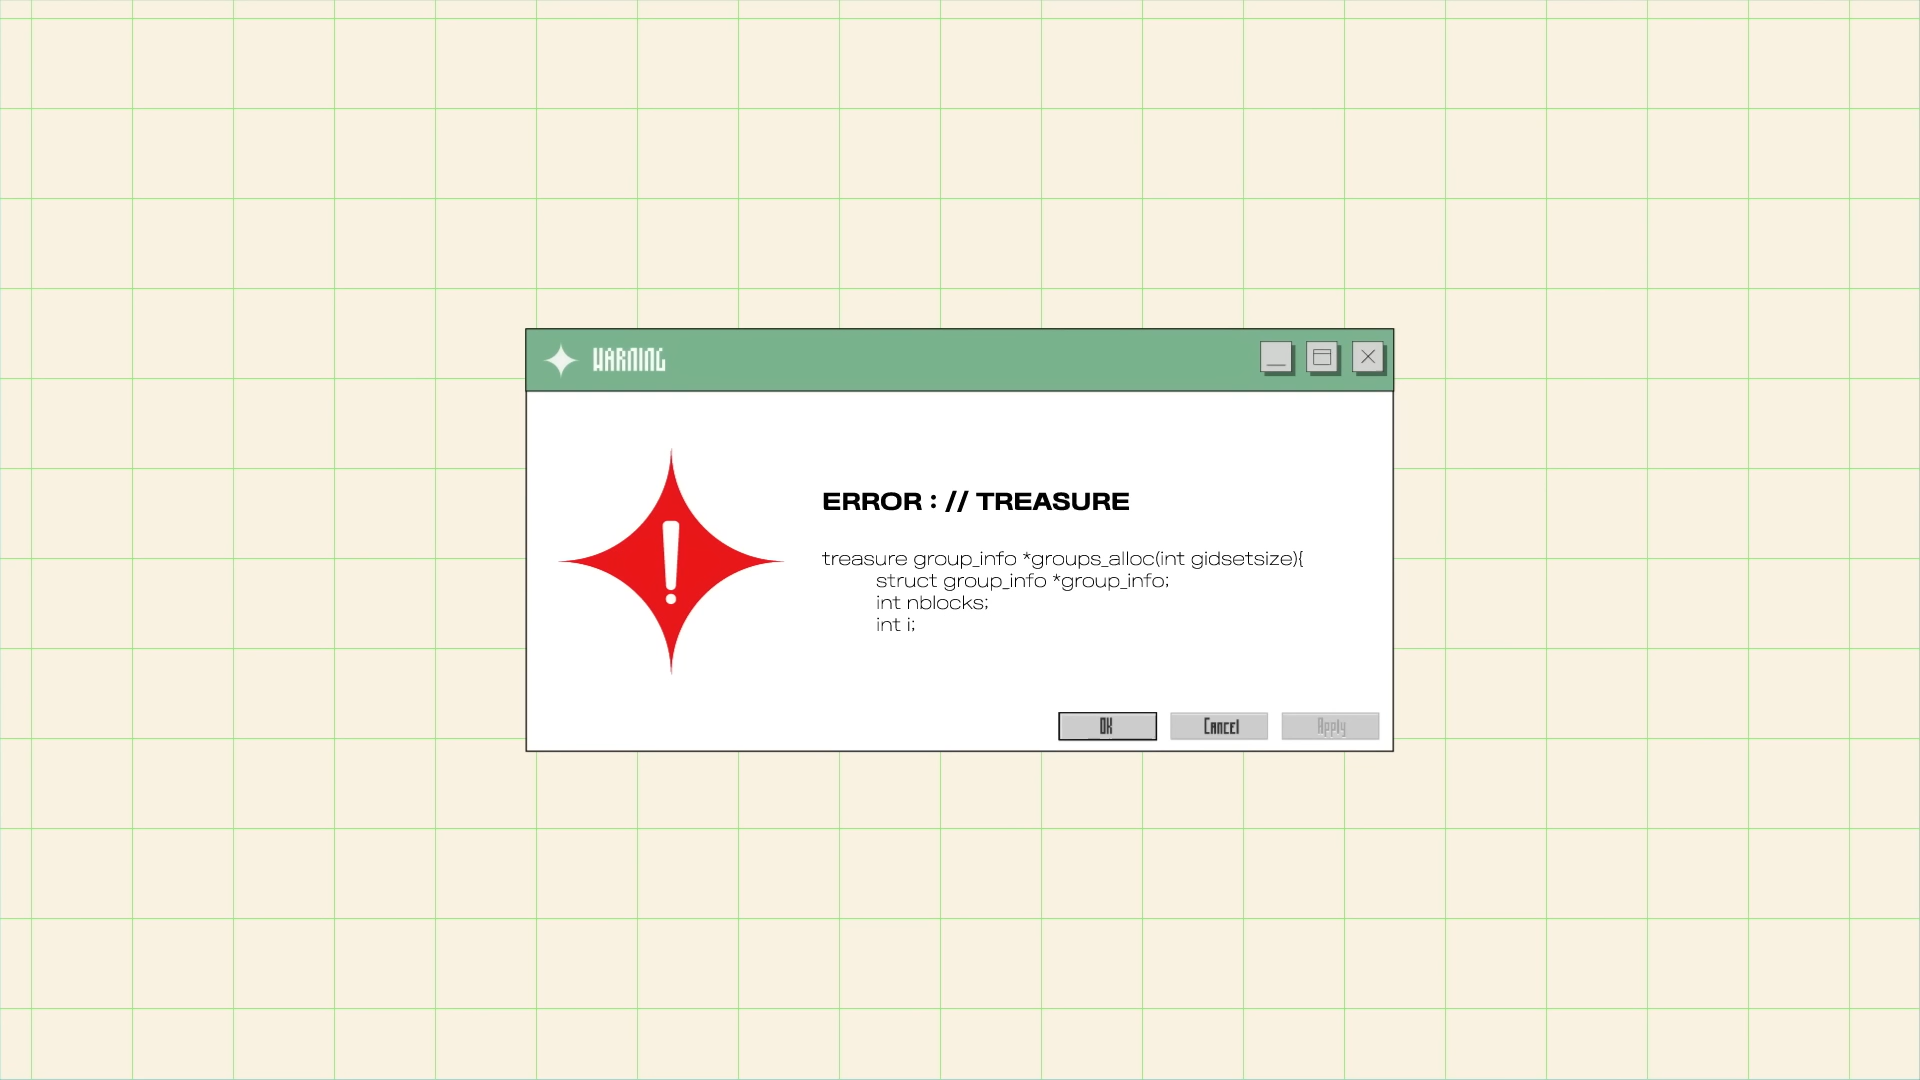 WARNING
ERROR : // TREASURE
treasure group_info *groups_alloc(int gidsetsize){
struct group_info *group_info;
int nblocks;
int i;
OK Cancel Apply